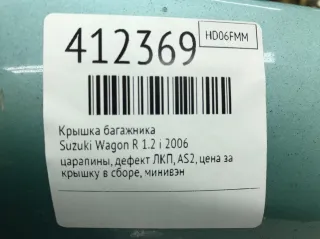 412369
HD06FMM
Крышка багажника
Suzuki Wagon R 1.2 i 2006
царапины, дефект ЛКП, AS2, цена за
крышку в сборе, минивэн